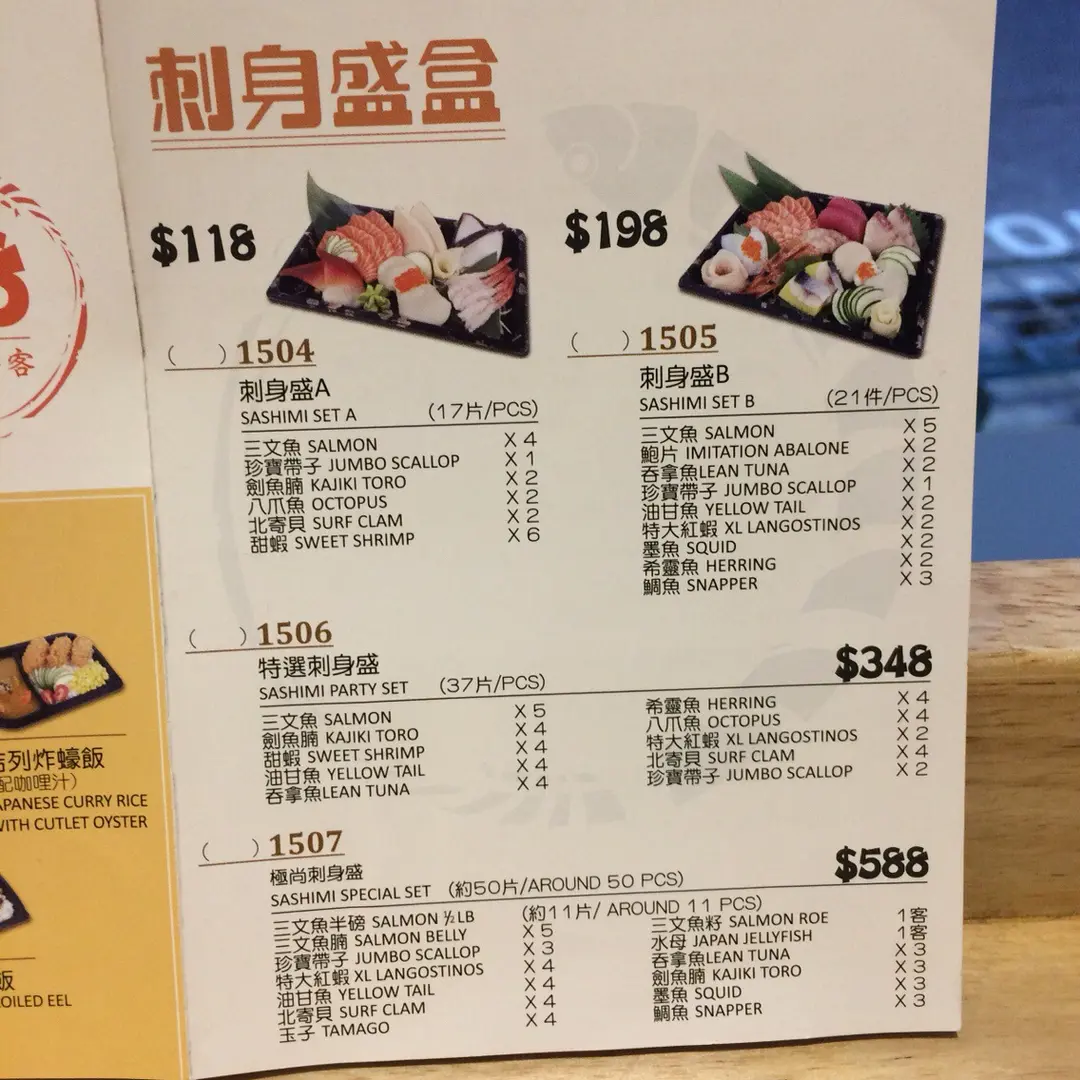 刺身盛盒
$118
( ) 1504
刺身盛A
SASHIMI SET A (17片/PCS)
三文魚 SALMON X 4
珍寶帶子 JUMBO SCALLOP X 1
劍魚腩 KAJIKI TORO X 2
八爪魚 OCTOPUS X 2
北寄貝 SURF CLAM X 2
甜蝦 SWEET SHRIMP X 6
$198
( ) 1505
刺身盛B
SASHIMI SET B (21件/PCS)
三文魚 SALMON X 5
鮑片 IMITATION ABALONE X 2
吞拿魚LEAN TUNA X 2
珍寶帶子 JUMBO SCALLOP X 1
油甘魚 YELLOW TAIL X 2
特大紅蝦 XL LANGOSTINOS X 2
墨魚 SQUID X 2
希靈魚 HERRING X 2
鯛魚 SNAPPER X 3
( ) 1506
特選刺身盛
SASHIMI PARTY SET (37片/PCS)
$348
三文魚 SALMON X 5
劍魚腩 KAJIKI TORO X 4
甜蝦 SWEET SHRIMP X 4
油甘魚 YELLOW TAIL X 4
吞拿魚LEAN TUNA X 4
希靈魚 HERRING X 4
八爪魚 OCTOPUS X 4
特大紅蝦 XL LANGOSTINOS X 2
北寄貝 SURF CLAM X 4
珍寶帶子 JUMBO SCALLOP X 2
( ) 1507
極尚刺身盛
SASHIMI SPECIAL SET (約50片/AROUND 50 PCS)
$588
三文魚半磅 SALMON ½LB (約11片/ AROUND 11 PCS)
三文魚腩 SALMON BELLY X 5
珍寶帶子 JUMBO SCALLOP X 3
特大紅蝦 XL LANGOSTINOS X 4
油甘魚 YELLOW TAIL X 4
北寄貝 SURF CLAM X 4
玉子 TAMAGO X 4
三文魚籽 SALMON ROE 1客
水母 JAPAN JELLYFISH 1客
吞拿魚LEAN TUNA X 3
劍魚腩 KAJIKI TORO X 3
墨魚 SQUID X 3
鯛魚 SNAPPER X 3
客
列炸蠔飯
配咖哩汁)
APANESE CURRY RICE
WITH CUTLET OYSTER
飯
OILED EEL